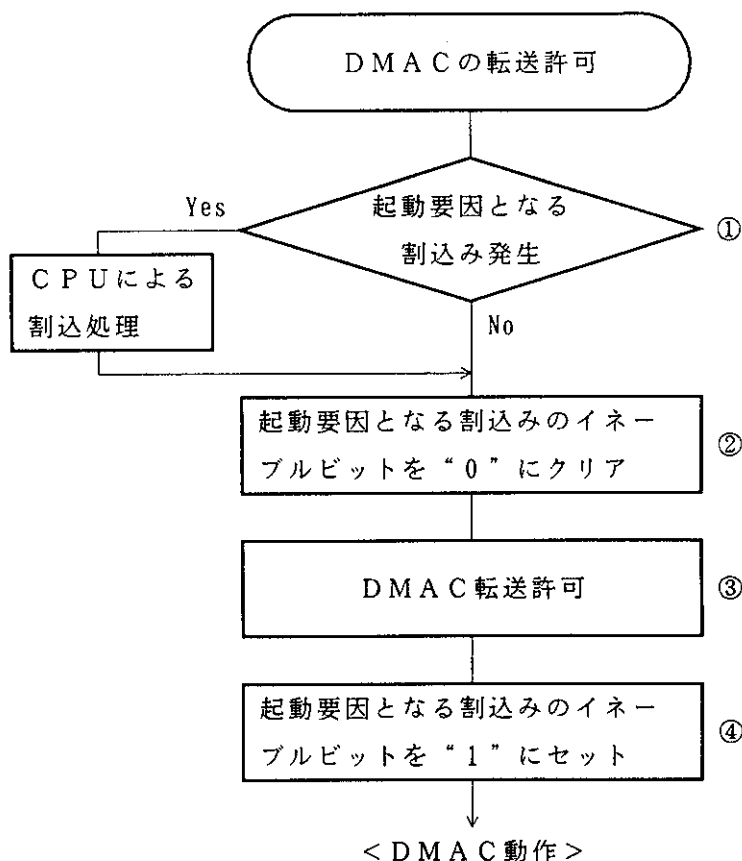 DMACの転送許可
Yes
起動要因となる
割込み発生
①
CPUによる
割込処理
No
起動要因となる割込みのイネー
ブルビットを“0”にクリア
②
DMAC転送許可
③
起動要因となる割込みのイネー
ブルビットを“1”にセット
④
<DMAC動作>